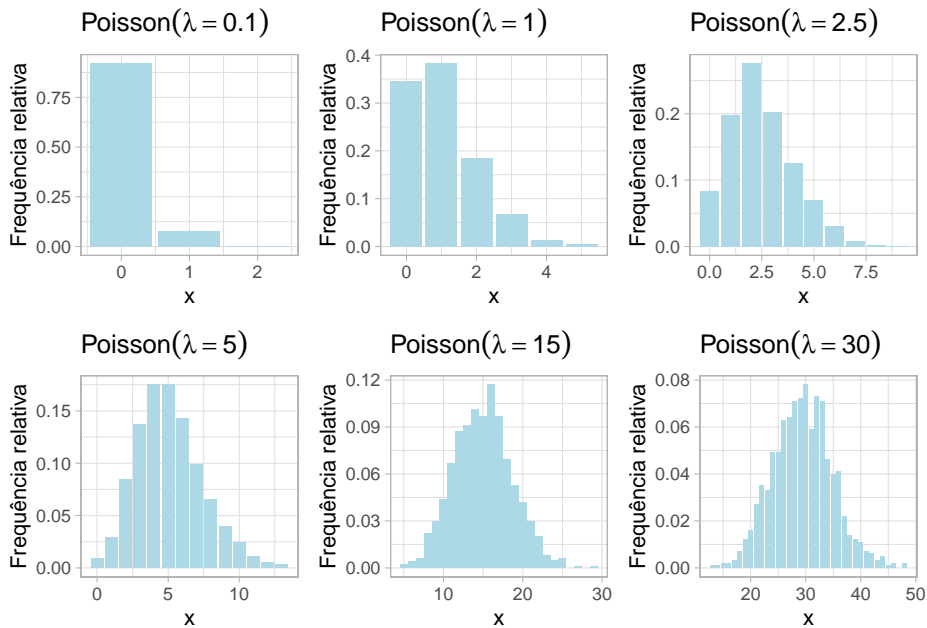 Poisson(λ = 0.1)
Frequência relativa
0.75
0.50
0.25
0.00
0 1 2
x
Poisson(λ = 1)
Frequência relativa
0.4
0.3
0.2
0.1
0.0
0 2 4
x
Poisson(λ = 2.5)
Frequência relativa
0.2
0.1
0.0
0.0 2.5 5.0 7.5
x
Poisson(λ = 5)
Frequência relativa
0.15
0.10
0.05
0.00
0 5 10
x
Poisson(λ = 15)
Frequência relativa
0.12
0.09
0.06
0.03
0.00
10 20 30
x
Poisson(λ = 30)
Frequência relativa
0.08
0.06
0.04
0.02
0.00
20 30 40 50
x